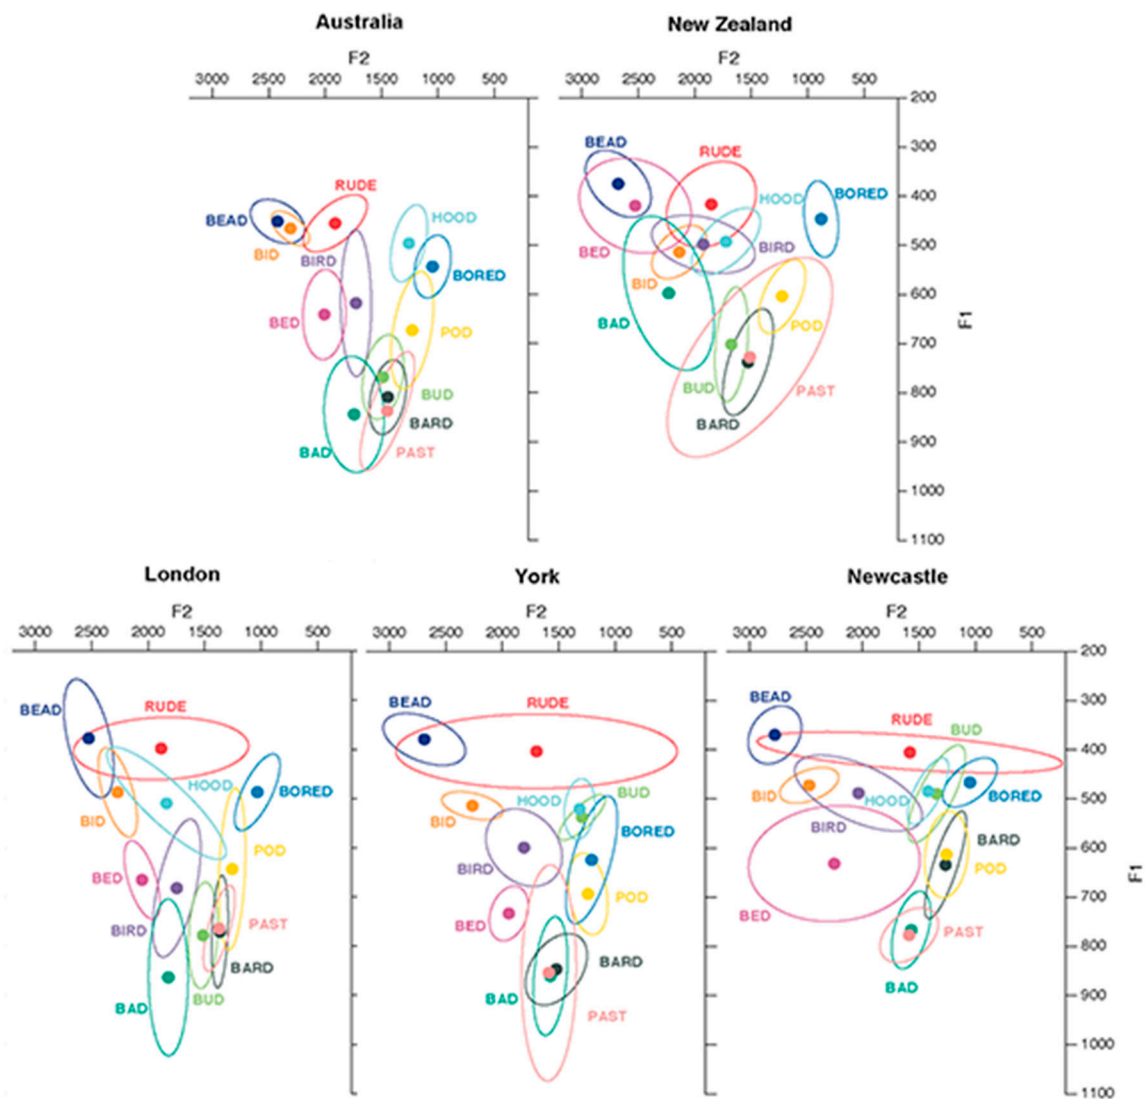 Australia
New Zealand
F2
F2
3000 2500 2000 1500 1000 500
3000 2500 2000 1500 1000 500
200
300
400
500
600
700
800
900
1000
1100
F1
BEAD
BID
RUDE
BIRD
HOOD
BORED
BED
POD
BUD
BARD
BAD
PAST
BEAD
RUDE
BORED
HOOD
BED
BIRD
BID
BAD
POD
BUD
PAST
BARD
London
York
Newcastle
F2
F2
F2
3000 2500 2000 1500 1000 500
3000 2500 2000 1500 1000 500
3000 2500 2000 1500 1000 500
200
300
400
500
600
700
800
900
1000
1100
F1
BEAD
RUDE
HOOD
BORED
BID
POD
BED
BIRD
PAST
BARD
BUD
BAD
BEAD
RUDE
HOOD
BUD
BID
BORED
BIRD
POD
BED
BARD
BAD
PAST
BEAD
RUDE
BUD
BID
HOOD
BORED
BIRD
BARD
POD
BED
PAST
BAD